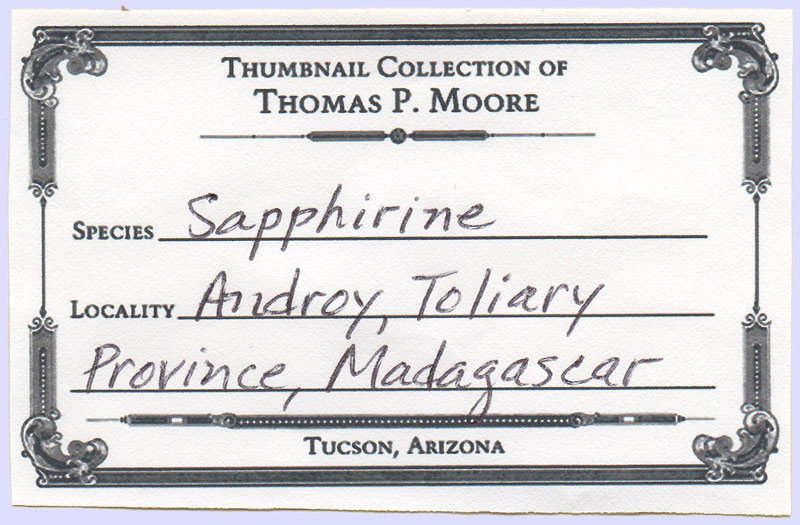 THUMBNAIL COLLECTION OF
THOMAS P. MOORE
SPECIES Sapphirine
LOCALITY Androy, Toliary
Province, Madagascar
TUCSON, ARIZONA